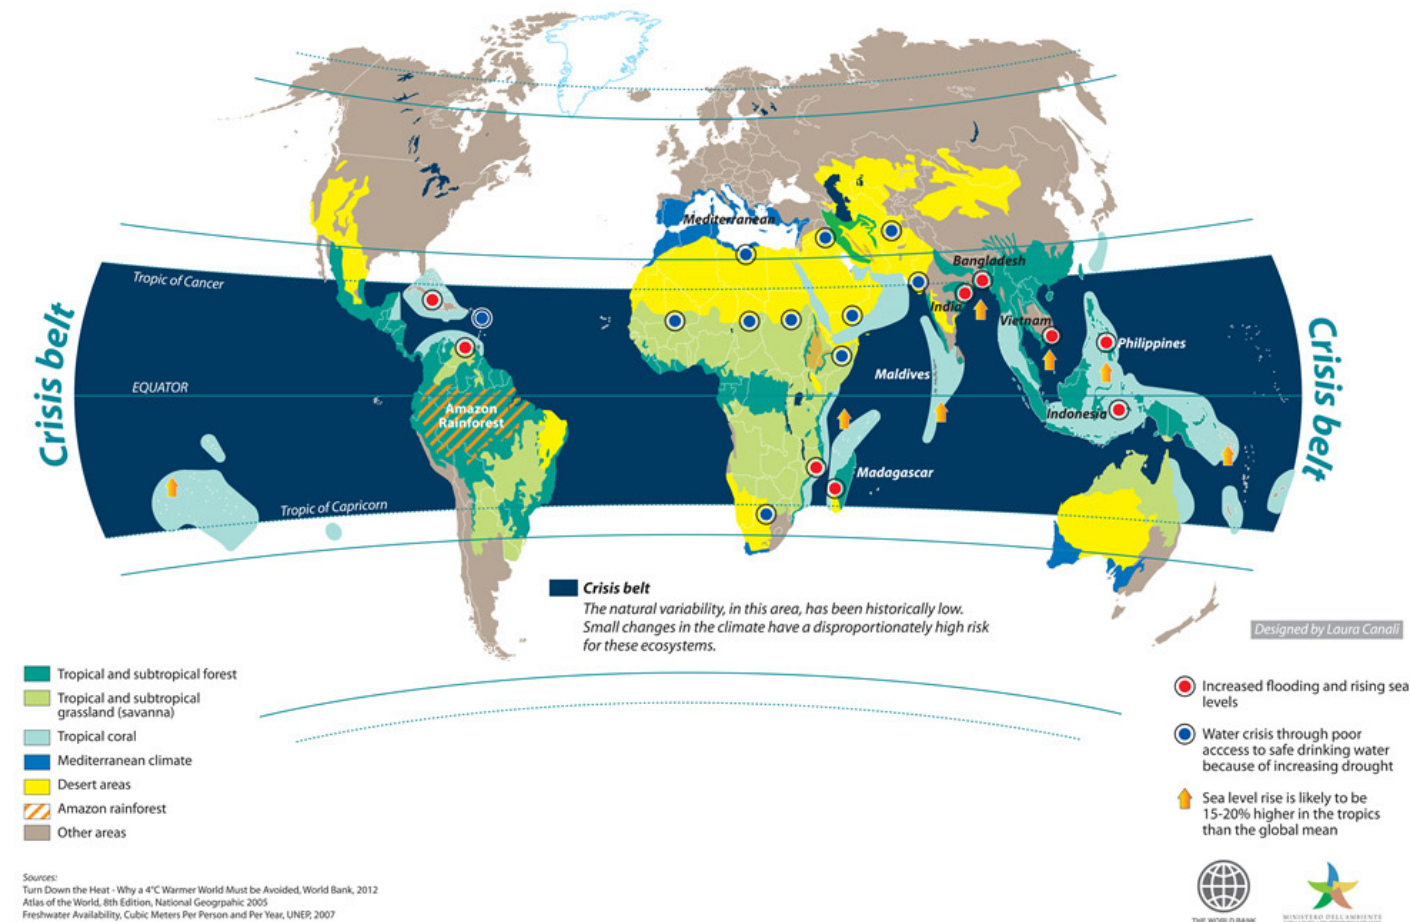 Mediterranean
Bangladesh
Tropic of Cancer
India
Vietnam
Philippines
Crisis belt
Crisis belt
Maldives
EQUATOR
Amazon
Rainforest
Indonesia
Madagascar
Tropic of Capricorn
Crisis belt
The natural variability, in this area, has been historically low.
Small changes in the climate have a disproportionately high risk
for these ecosystems.
Designed by Laura Canali
Tropical and subtropical forest
Tropical and subtropical
grassland (savanna)
Tropical coral
Mediterranean climate
Desert areas
Amazon rainforest
Other areas
Increased flooding and rising sea
levels
Water crisis through poor
acccess to safe drinking water
because of increasing drought
Sea level rise is likely to be
15-20% higher in the tropics
than the global mean
Sources:
Turn Down the Heat - Why a 4°C Warmer World Must be Avoided, World Bank, 2012
Atlas of the World, 8th Edition, National Geogrpahic 2005
Freshwater Availability, Cubic Meters Per Person and Per Year, UNEP, 2007
THE WORLD BANK
MINISTERO DELL'AMBIENTE